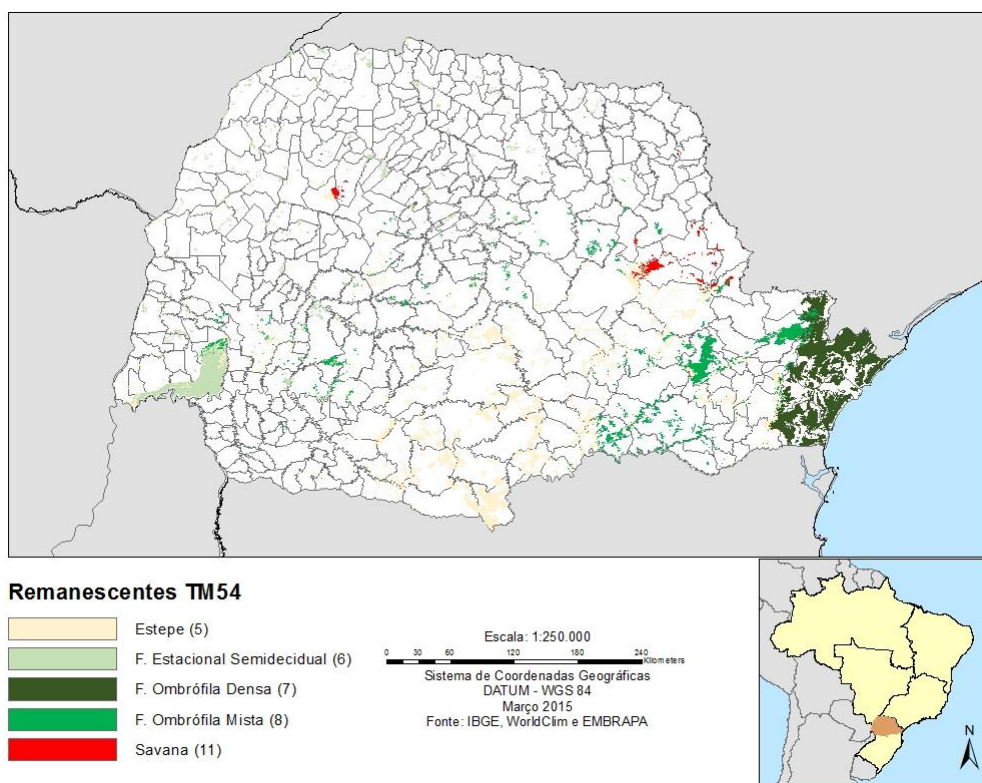 Remanescentes TM54
Estepe (5)
F. Estacional Semidecidual (6)
F. Ombrófila Densa (7)
F. Ombrófila Mista (8)
Savana (11)
Escala: 1:250.000
0 30 60 120 180 240
Kilometers
Sistema de Coordenadas Geográficas
DATUM - WGS 84
Março 2015
Fonte: IBGE, WorldClim e EMBRAPA
N